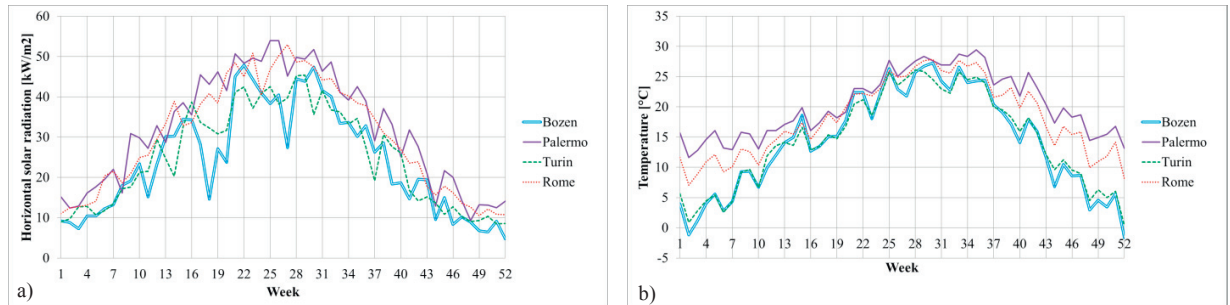 Horizontal solar radiation [kW/m2]
60
50
40
30
20
10
0
1 4 7 10 13 16 19 22 25 28 31 34 37 40 43 46 49 52
Week
Bozen
Palermo
Turin
Rome
a)
Temperature [°C]
35
30
25
20
15
10
5
0
-5
1 4 7 10 13 16 19 22 25 28 31 34 37 40 43 46 49 52
Week
Bozen
Palermo
Turin
Rome
b)